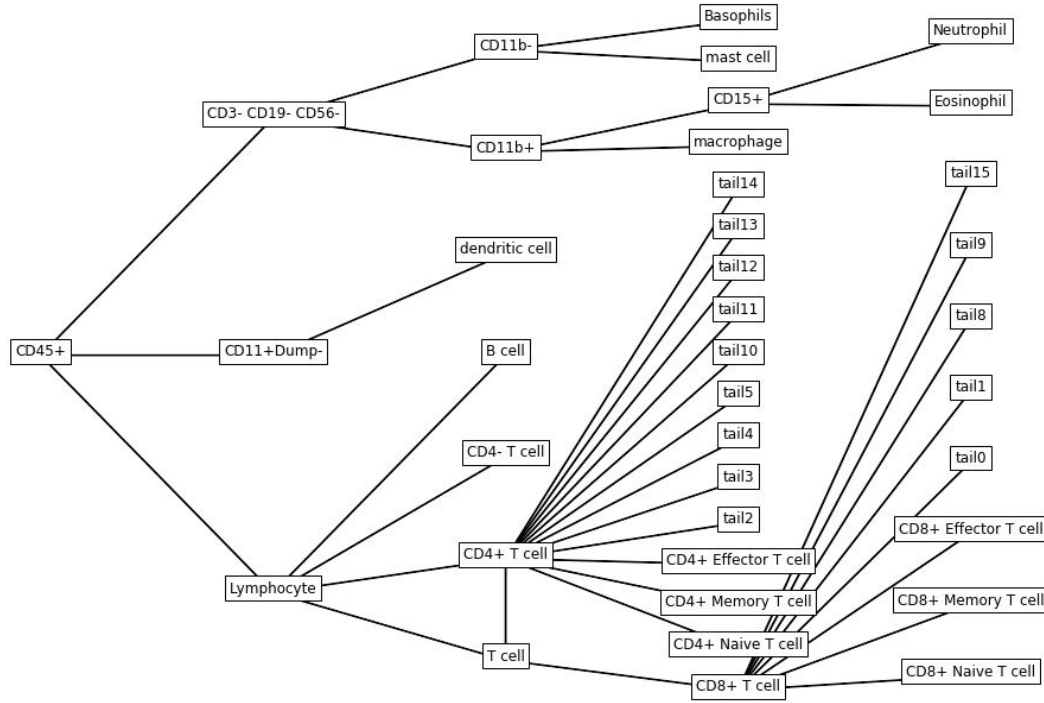 Basophils
Neutrophil
CD11b-
mast cell
CD15+
Eosinophil
CD3- CD19- CD56-
CD11b+
macrophage
tail15
tail14
tail13
tail9
dendritic cell
tail12
tail11
tail8
CD45+
CD11+Dump-
B cell
tail10
tail1
tail5
tail4
CD4- T cell
tail0
tail3
tail2
CD8+ Effector T cell
CD4+ T cell
CD4+ Effector T cell
Lymphocyte
CD4+ Memory T cell
CD8+ Memory T cell
CD4+ Naive T cell
T cell
CD8+ Naive T cell
CD8+ T cell